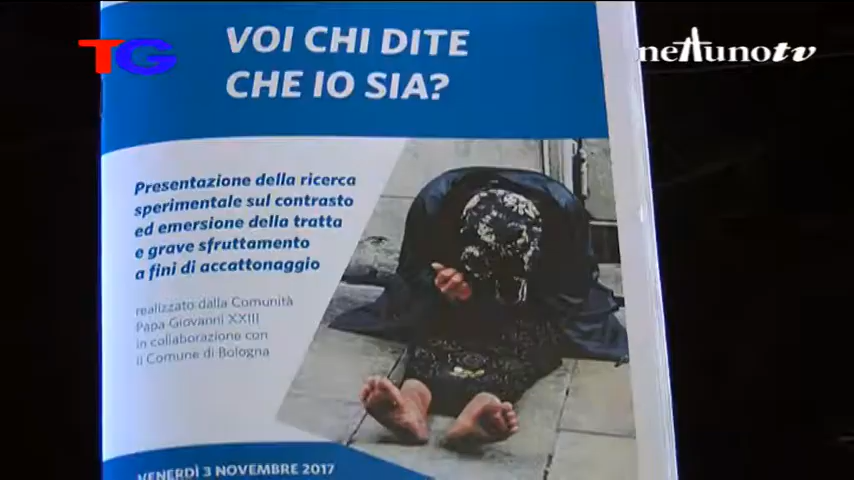 TG
nettunotv
VOI CHI DITE
CHE IO SIA?
Presentazione della ricerca
sperimentale sul contrasto
ed emersione della tratta
e grave sfruttamento
a fini di accattonaggio
realizzato dalla Comunità
Papa Giovanni XXIII
in collaborazione con
il Comune di Bologna
VENERDÌ 3 NOVEMBRE 2017